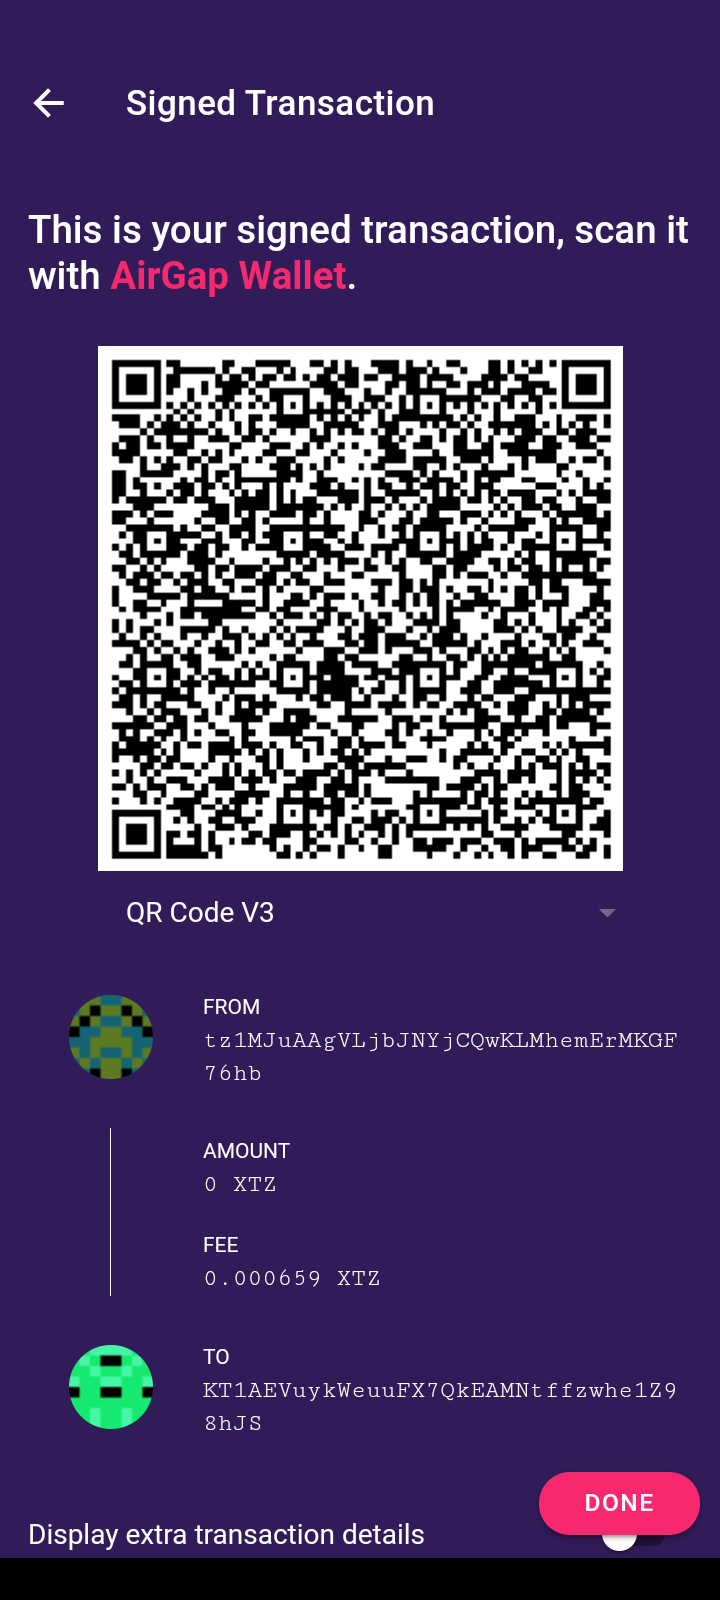 Signed Transaction
This is your signed transaction, scan it
with AirGap Wallet.
QR Code V3
FROM
tz1MJuAAgVLjbJNYjCQwKLMhemErMKGF
76hb
AMOUNT
0 XTZ
FEE
0.000659 XTZ
TO
KT1AEVuykWeuuFX7QkEAMNtffzwhe1Z9
8hJS
DONE
Display extra transaction details